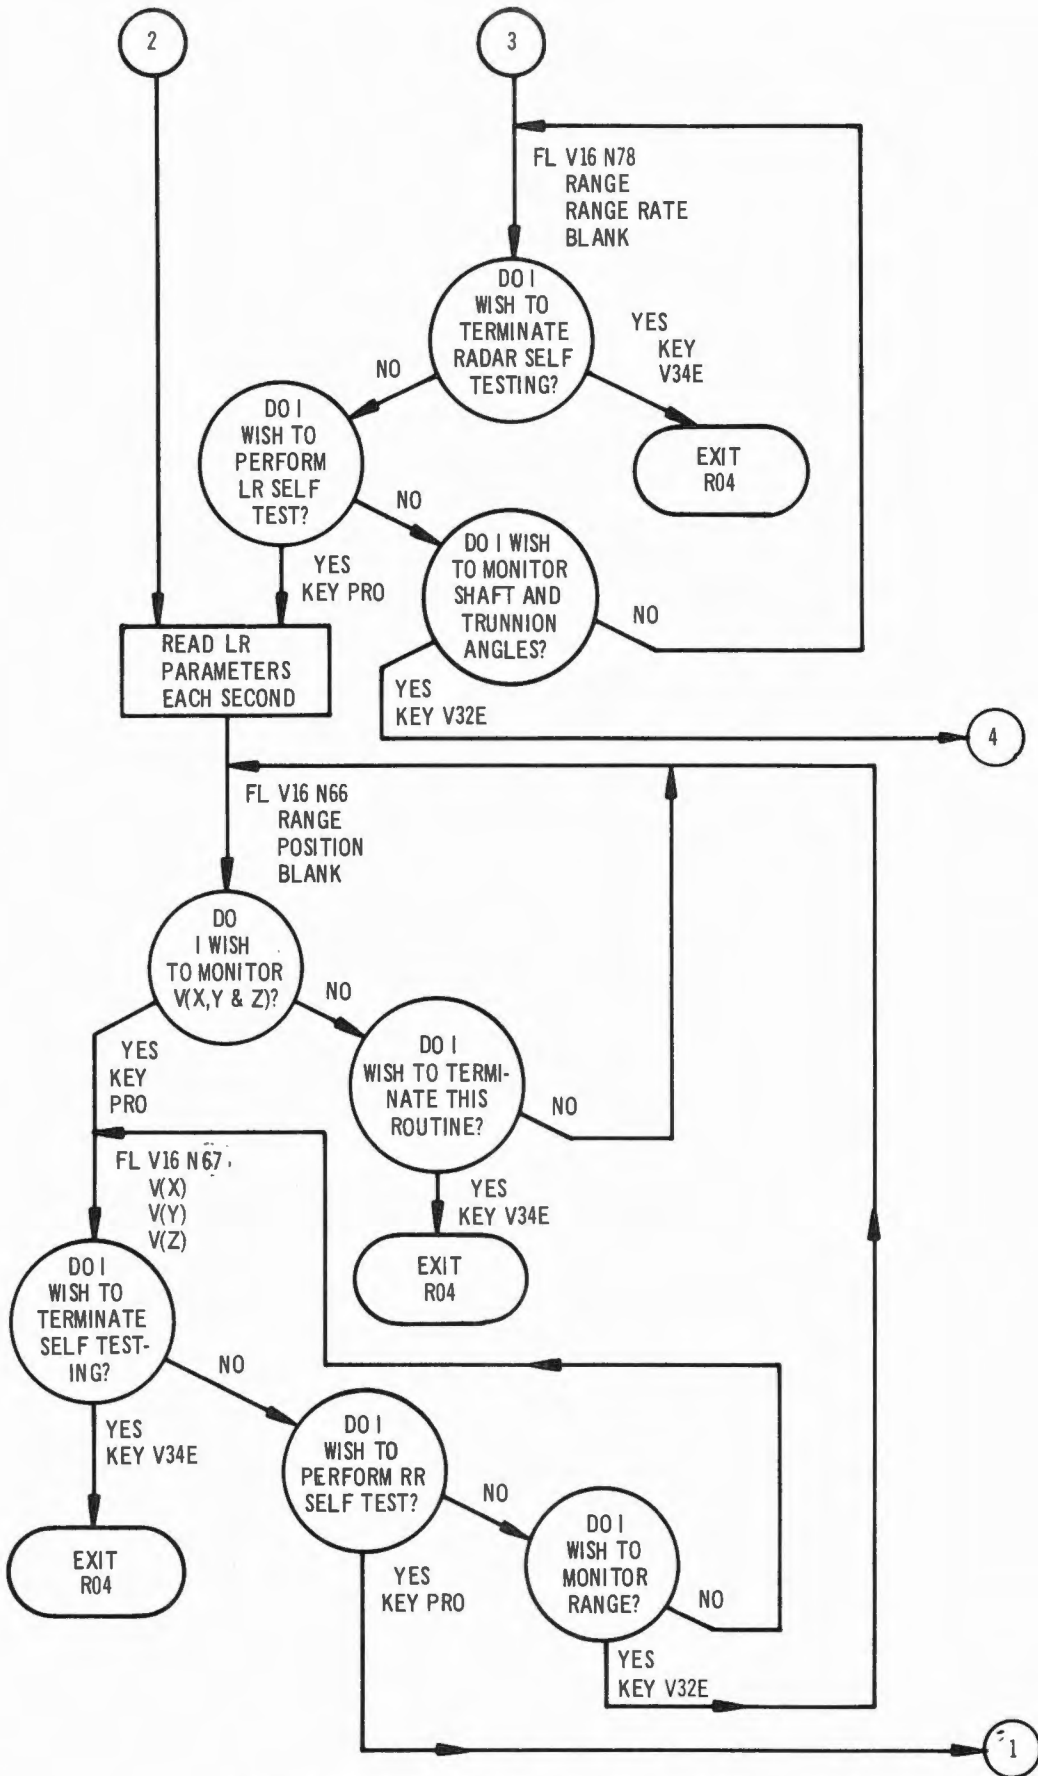 2
3
FL V16 N78
RANGE
RANGE RATE
BLANK
DO I
WISH TO
TERMINATE
RADAR SELF
TESTING?
YES
KEY
V34E
NO
EXIT
R04
DO I
WISH TO
PERFORM
LR SELF
TEST?
NO
YES
KEY PRO
DO I WISH
TO MONITOR
SHAFT AND
TRUNNION
ANGLES?
NO
YES
KEY V32E
4
READ LR
PARAMETERS
EACH SECOND
FL V16 N66
RANGE
POSITION
BLANK
DO
I WISH
TO MONITOR
V(X,Y & Z)?
NO
YES
KEY
PRO
DO I
WISH TO TERMI-
NATE THIS
ROUTINE?
NO
YES
KEY V34E
EXIT
R04
FL V16 N67
V(X)
V(Y)
V(Z)
DO I
WISH TO
TERMINATE
SELF TEST-
ING?
NO
YES
KEY V34E
EXIT
R04
DO I
WISH TO
PERFORM RR
SELF TEST?
NO
YES
KEY PRO
DO I
WISH TO
MONITOR
RANGE?
NO
YES
KEY V32E
1